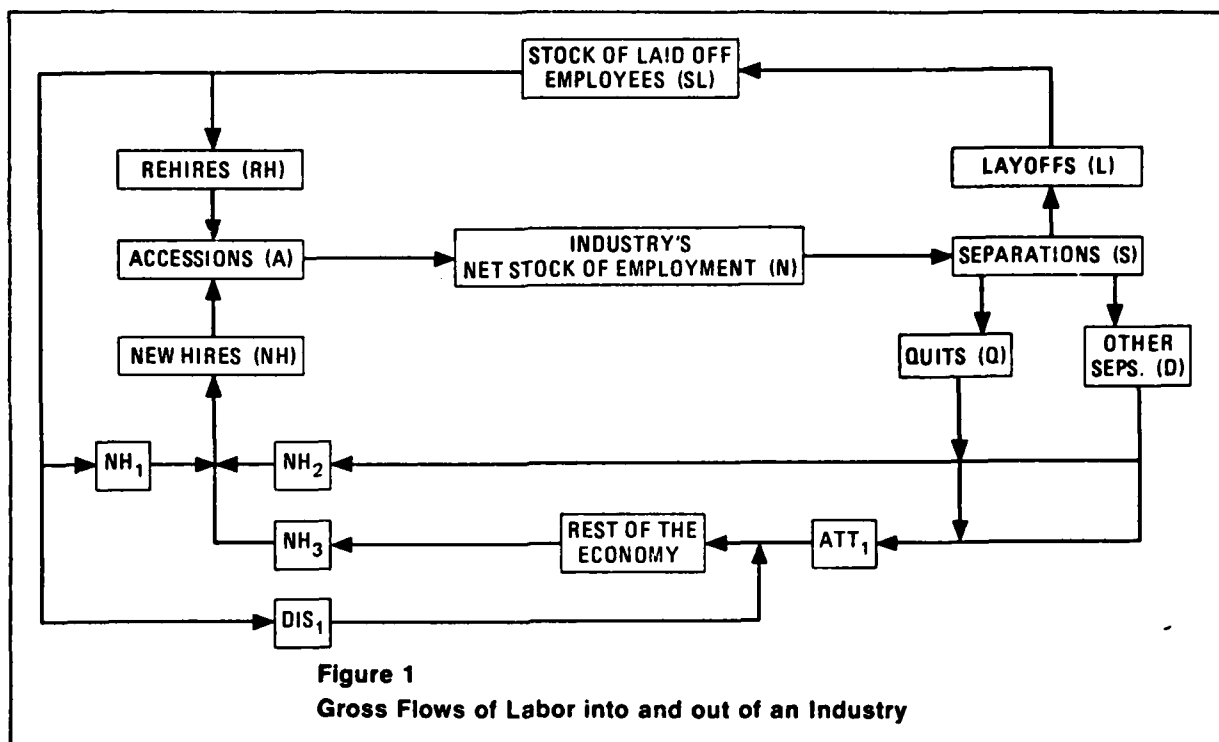 STOCK OF LAID OFF
EMPLOYEES (SL)
REHIRES (RH)
LAYOFFS (L)
ACCESSIONS (A)
INDUSTRY'S
NET STOCK OF EMPLOYMENT (N)
SEPARATIONS (S)
NEW HIRES (NH)
QUITS (Q)
OTHER
SEPS. (D)
NH₁
NH₂
NH₃
REST OF THE
ECONOMY
ATT₁
DIS₁
Figure 1
Gross Flows of Labor into and out of an Industry